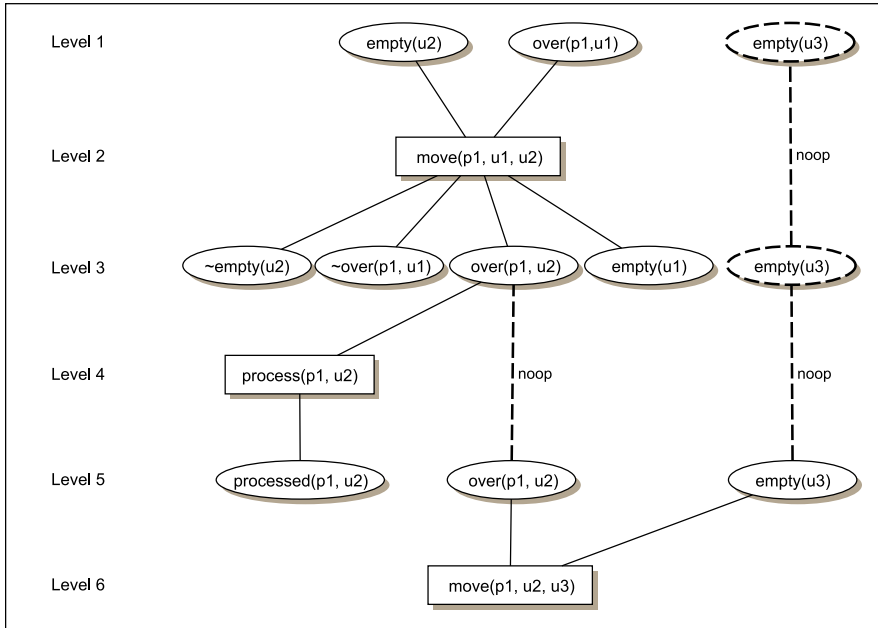 Level 1
empty(u2)
over(p1,u1)
empty(u3)
Level 2
move(p1, u1, u2)
noop
Level 3
~empty(u2)
~over(p1, u1)
over(p1, u2)
empty(u1)
empty(u3)
Level 4
process(p1, u2)
noop
noop
Level 5
processed(p1, u2)
over(p1, u2)
empty(u3)
Level 6
move(p1, u2, u3)